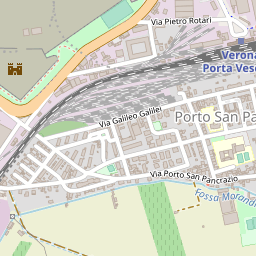 Via Pietro Rotari
Verona
Porta Vesc
Via Galileo Galilei
Porto San Pa
Via Porto San Pancrazio
Fossa Morandi